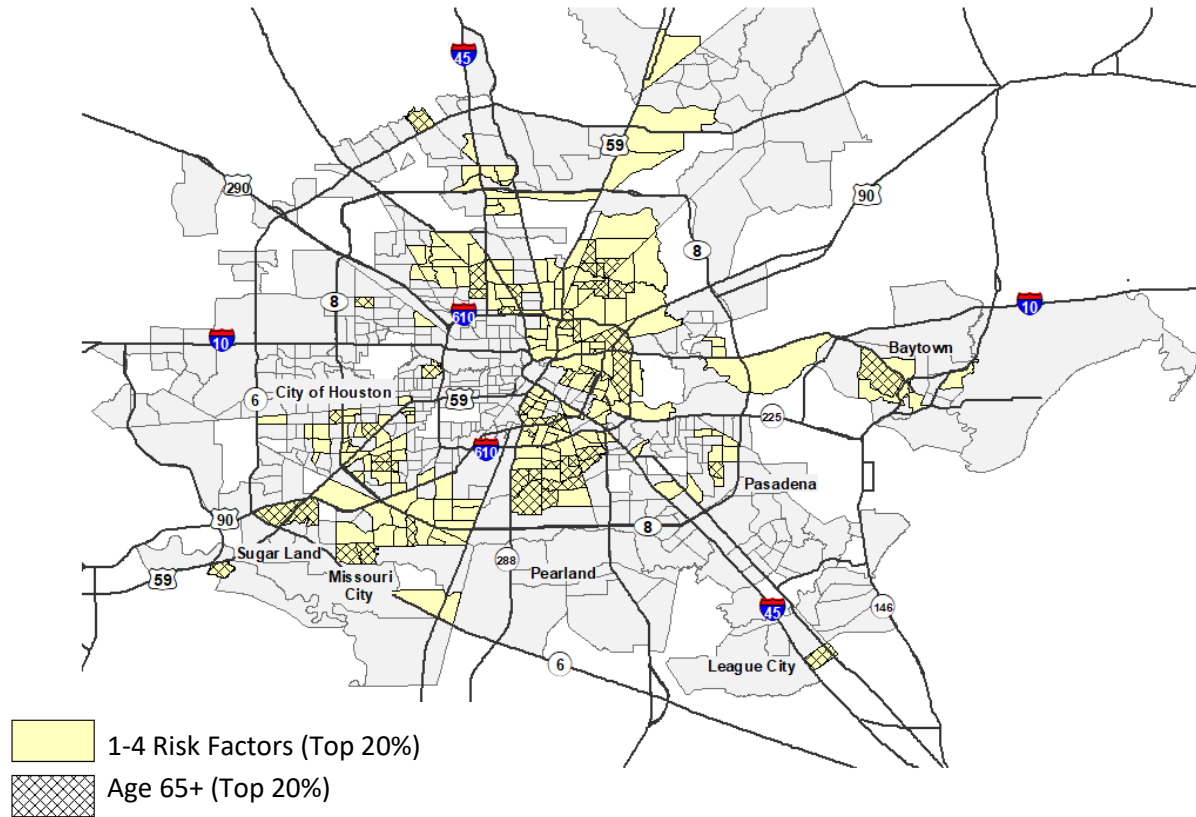 45
59
290
90
8
8
610
10
10
Baytown
City of Houston
6
59
225
610
Pasadena
90
8
Sugar Land
288
59
Missouri
City
Pearland
45
146
6
League City
1-4 Risk Factors (Top 20%)
Age 65+ (Top 20%)